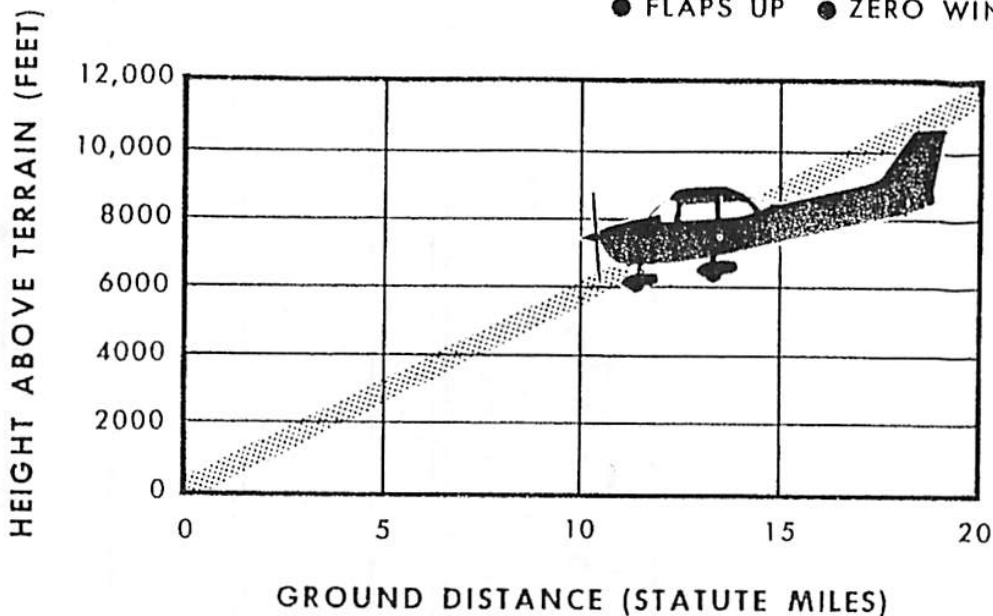 ● FLAPS UP ● ZERO
HEIGHT ABOVE TERRAIN (FEET)
12,000
10,000
8000
6000
4000
2000
0
0 5 10 15 20
GROUND DISTANCE (STATUTE MILES)